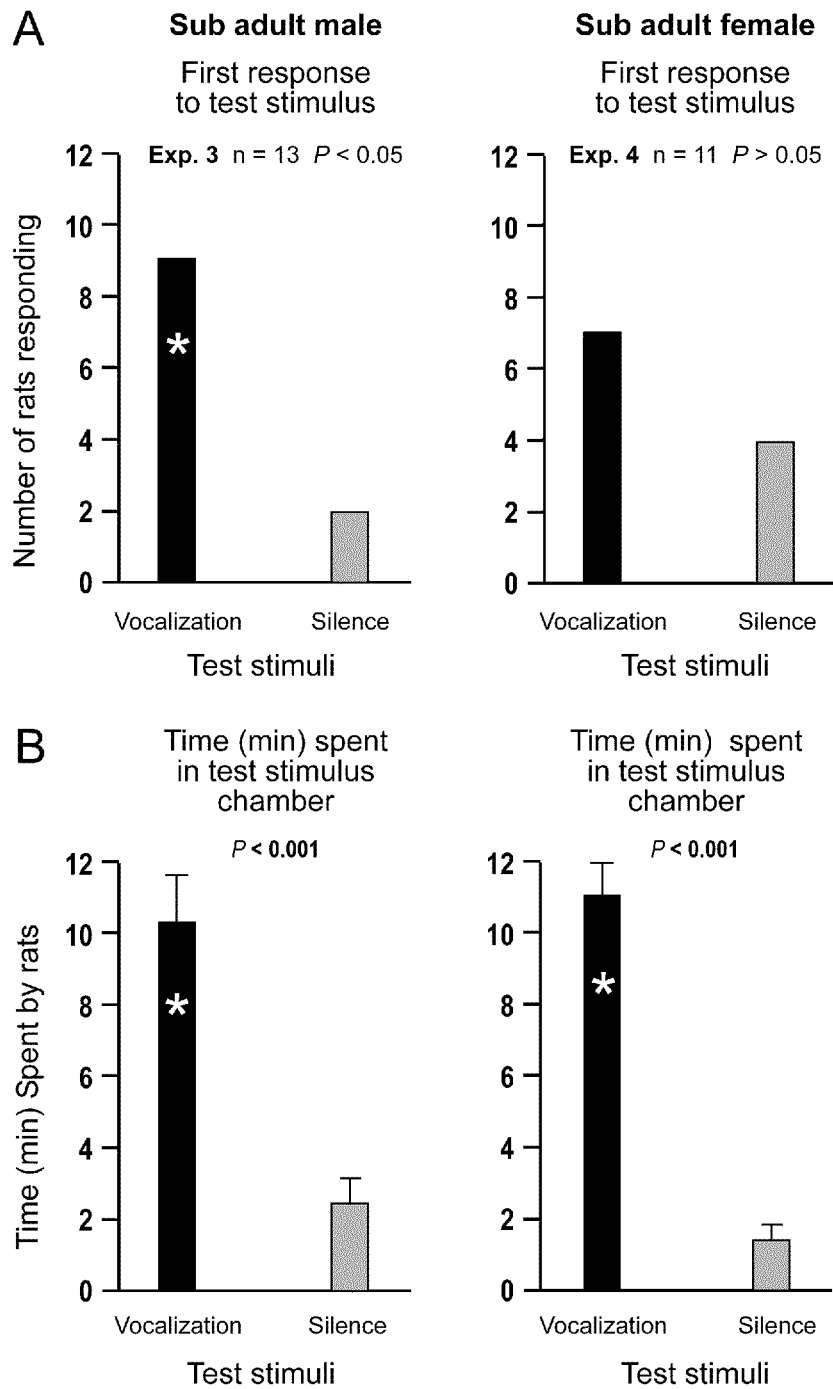 A
Sub adult male
First response
to test stimulus
Exp. 3 n = 13 P < 0.05
Number of rats responding
12
10
8
6
4
2
0
*
Vocalization Silence
Test stimuli
Sub adult female
First response
to test stimulus
Exp. 4 n = 11 P > 0.05
12
10
8
6
4
2
0
Vocalization Silence
Test stimuli
B
Time (min) spent
in test stimulus
chamber
P < 0.001
Time (min) Spent by rats
12
10
8
6
4
2
0
*
Vocalization Silence
Test stimuli
Time (min) spent
in test stimulus
chamber
P < 0.001
12
10
8
6
4
2
0
*
Vocalization Silence
Test stimuli